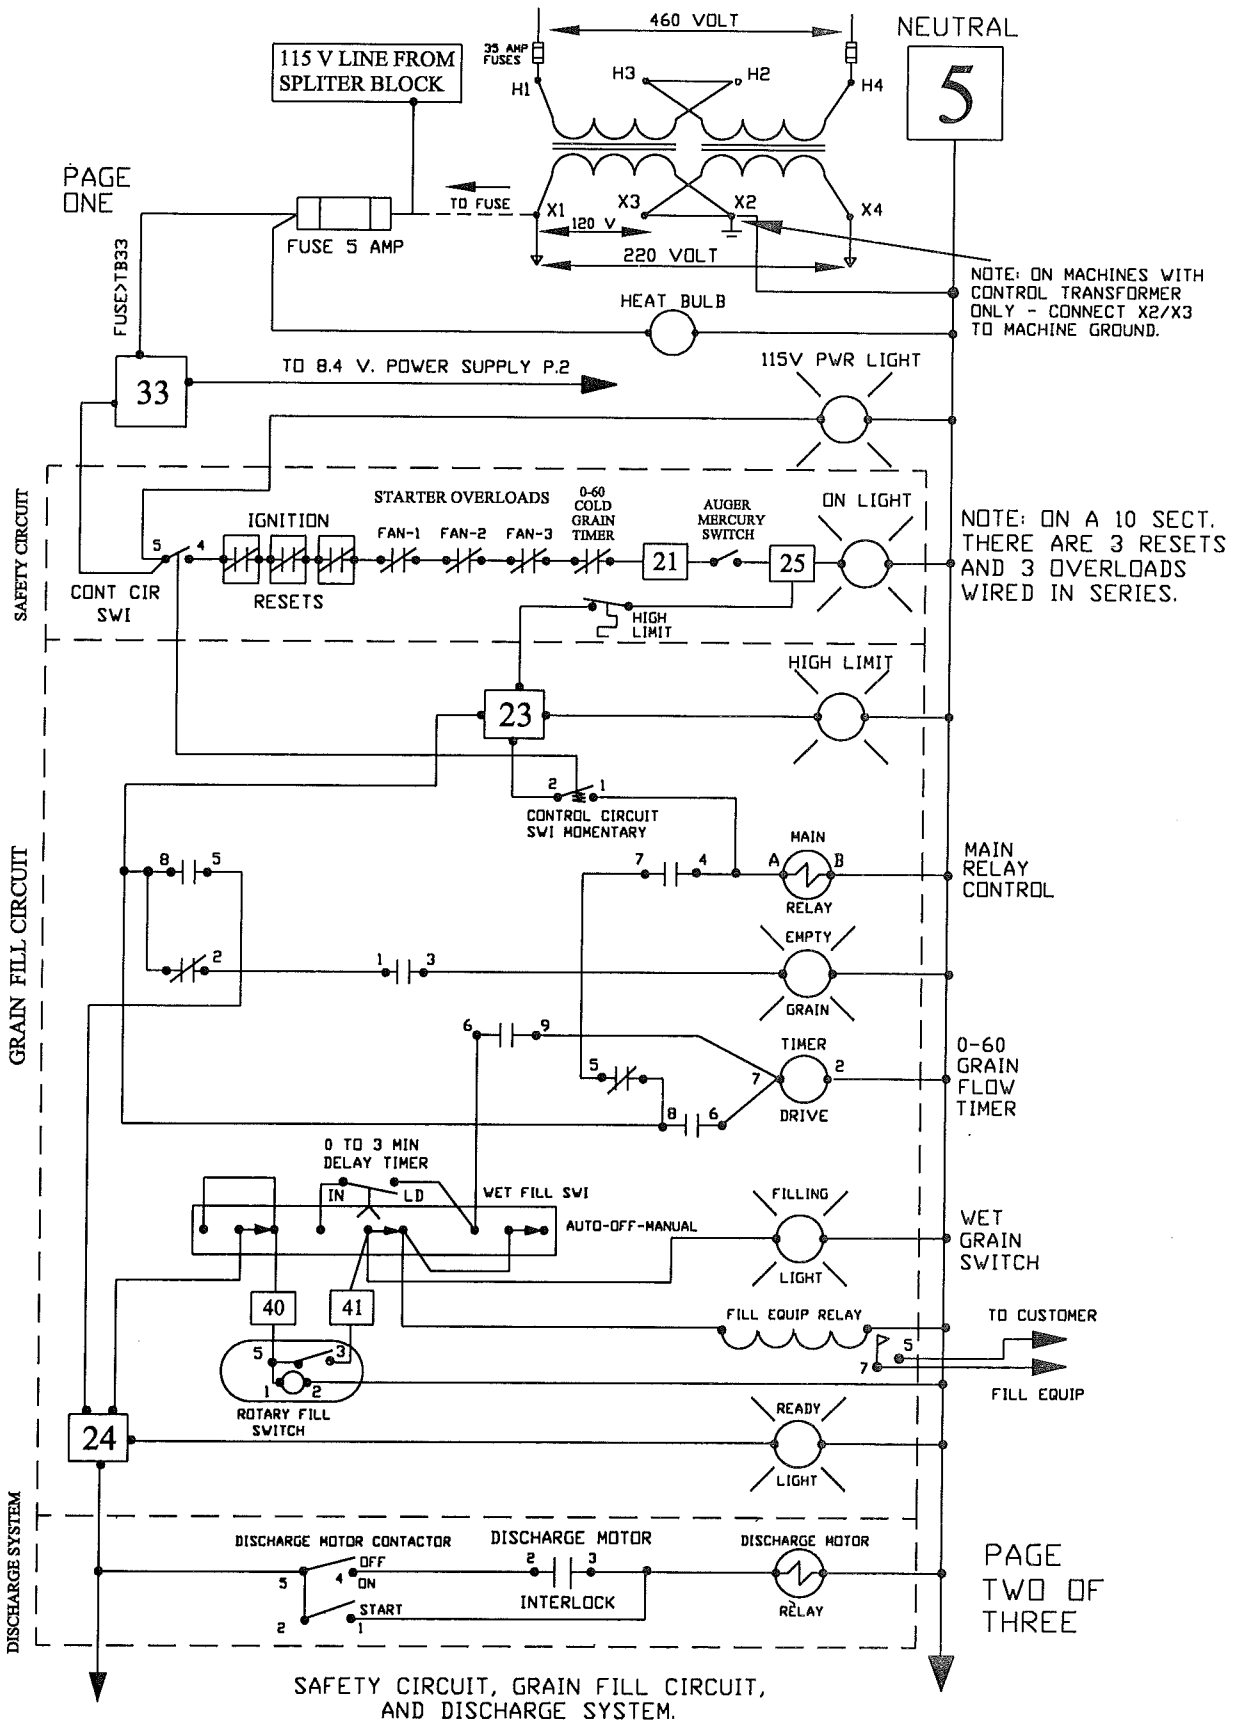 460 VOLT
NEUTRAL
5
35 AMP
FUSES
115 V LINE FROM
SPLITER BLOCK
H1
H3
H2
H4
PAGE
ONE
TO FUSE
X1
X3
X2
X4
120 V
FUSE 5 AMP
220 VOLT
FUSE>TB33
NOTE: ON MACHINES WITH
CONTROL TRANSFORMER
ONLY - CONNECT X2/X3
TO MACHINE GROUND.
HEAT BULB
33
TO 8.4 V. POWER SUPPLY P.2
115V PWR LIGHT
SAFETY CIRCUIT
STARTER OVERLOADS
0-60
COLD
GRAIN
TIMER
AUGER
MERCURY
SWITCH
ON LIGHT
IGNITION
FAN-1
FAN-2
FAN-3
5
4
21
25
CONT CIR
SWI
RESETS
HIGH
LIMIT
NOTE: ON A 10 SECT.
THERE ARE 3 RESETS
AND 3 OVERLOADS
WIRED IN SERIES.
HIGH LIMIT
23
2
1
CONTROL CIRCUIT
SWI MOMENTARY
GRAIN FILL CIRCUIT
8
5
7
4
MAIN
A
B
RELAY
MAIN
RELAY
CONTROL
2
1
3
EMPTY
GRAIN
6
9
TIMER
5
7
2
8
6
DRIVE
0-60
GRAIN
FLOW
TIMER
0 TO 3 MIN
DELAY TIMER
IN
LD
WET FILL SWI
AUTO-OFF-MANUAL
FILLING
LIGHT
WET
GRAIN
SWITCH
40
41
FILL EQUIP RELAY
TO CUSTOMER
5
7
FILL EQUIP
5
3
1
2
ROTARY FILL
SWITCH
24
READY
LIGHT
DISCHARGE SYSTEM
DISCHARGE MOTOR CONTACTOR
DISCHARGE MOTOR
DISCHARGE MOTOR
OFF
5
4
ON
2
3
INTERLOCK
RELAY
START
2
1
PAGE
TWO OF
THREE
SAFETY CIRCUIT, GRAIN FILL CIRCUIT,
AND DISCHARGE SYSTEM.